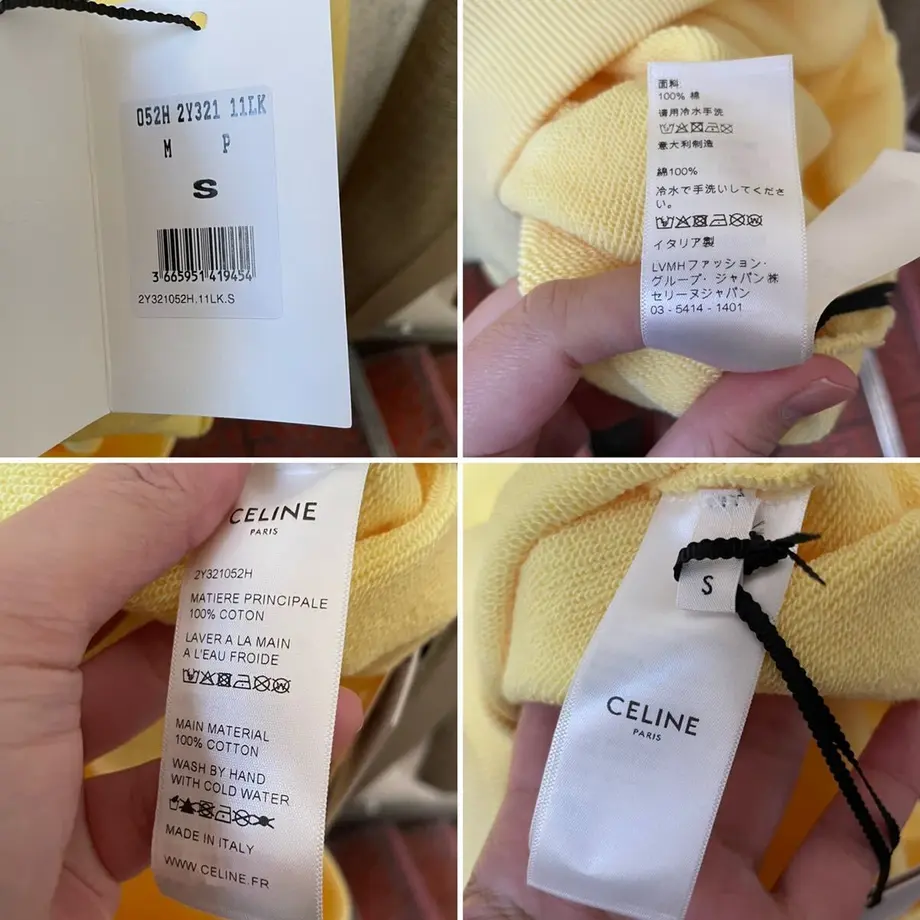 052H 2Y321 11LK
M P
S
3 665951 419454
2Y321052H.11LK.S
面料:
100% 棉
请用冷水手洗
意大利制造
綿100%
冷水で手洗いしてくださ
い。
イタリア製
LVMHファッション・
グループ・ジャパン㈱
セリーヌジャパン
03 - 5414 - 1401
CELINE
PARIS
2Y321052H
MATIERE PRINCIPALE
100% COTON
LAVER A LA MAIN
A L'EAU FROIDE
MAIN MATERIAL
100% COTTON
WASH BY HAND
WITH COLD WATER
MADE IN ITALY
WWW.CELINE.FR
S
CELINE
PARIS